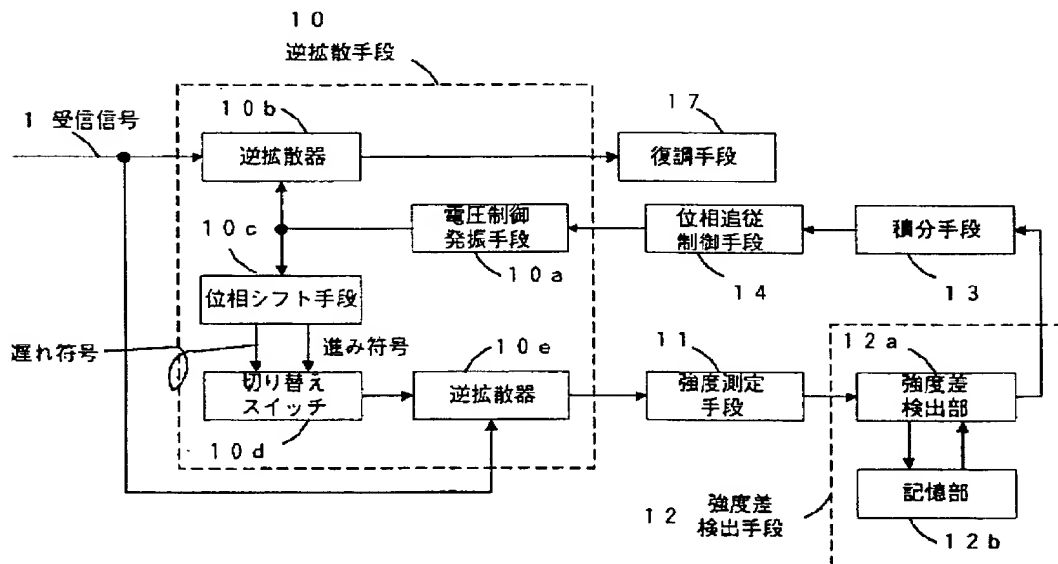 １０
逆拡散手段
１ 受信信号
１０ｂ
逆拡散器
１７
復調手段
１０ｃ
電圧制御
発振手段
１０ａ
位相追従
制御手段
１４
積分手段
１３
位相シフト手段
遅れ符号
進み符号
切り替え
スイッチ
１０ｄ
１０ｅ
逆拡散器
１１
強度測定
手段
１２ａ
強度差
検出部
記憶部
１２ｂ
１２ 強度差
検出手段